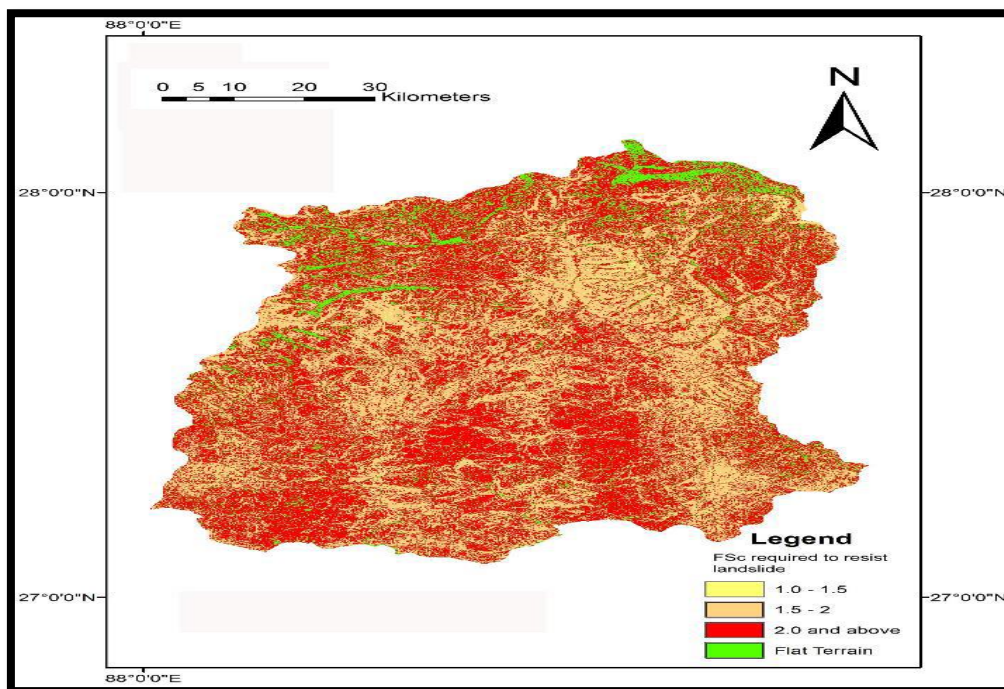 88°0'0"E
0 5 10 20 30
Kilometers
N
28°0'0"N 28°0'0"N
Legend
FSc required to resist
landslide
1.0 - 1.5
1.5 - 2
2.0 and above
Flat Terrain
27°0'0"N 27°0'0"N
88°0'0"E